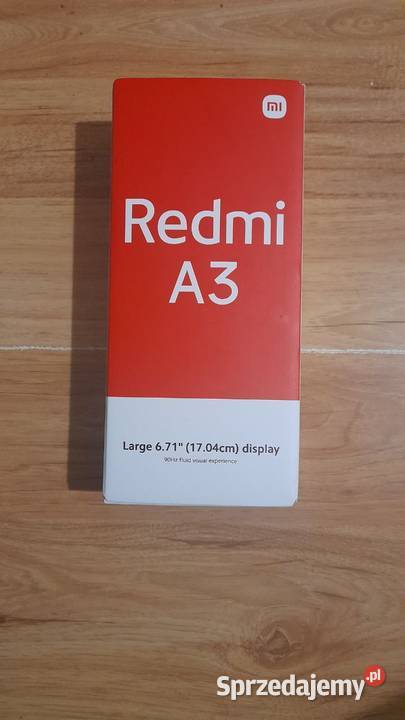 mi
Redmi
A3
Large 6.71" (17.04cm) display
90Hz fluid visual experience
Sprzedajemy.pl